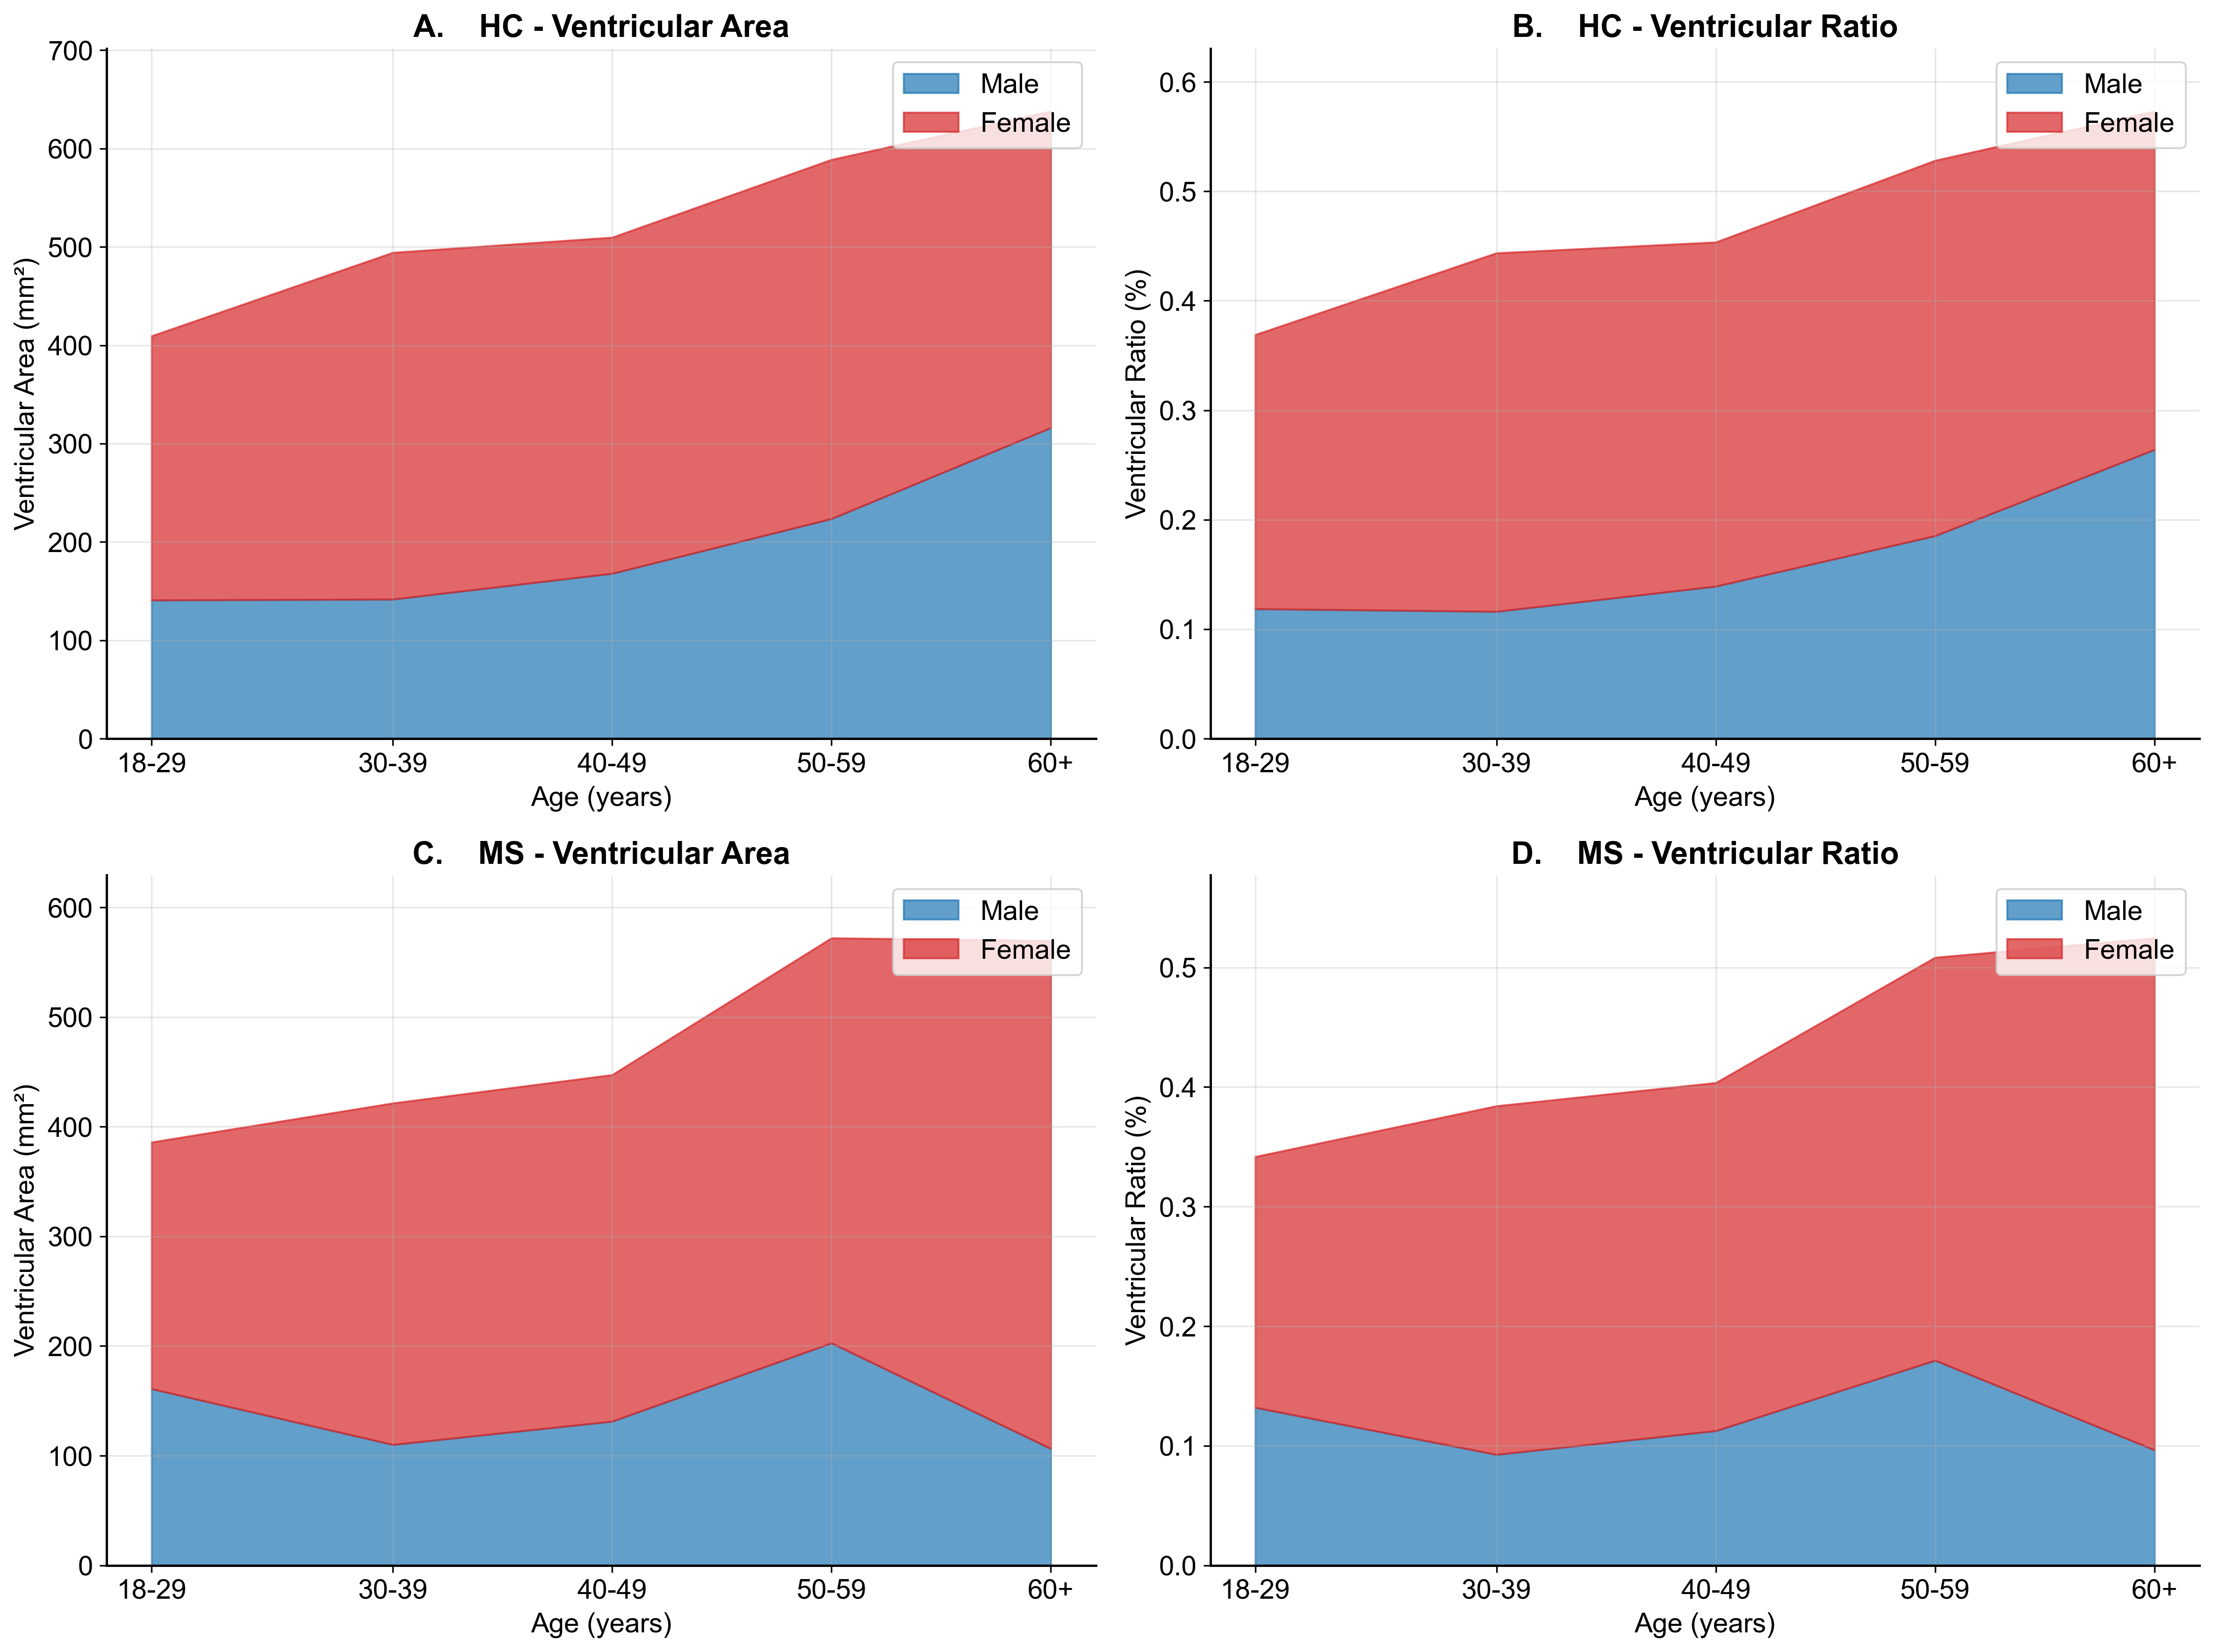 A. HC - Ventricular Area
700
600
500
400
300
200
100
0
Ventricular Area (mm²)
Male
Female
18-29 30-39 40-49 50-59 60+
Age (years)
B. HC - Ventricular Ratio
0.6
0.5
0.4
0.3
0.2
0.1
0.0
Ventricular Ratio (%)
Male
Female
18-29 30-39 40-49 50-59 60+
Age (years)
C. MS - Ventricular Area
600
500
400
300
200
100
0
Ventricular Area (mm²)
Male
Female
18-29 30-39 40-49 50-59 60+
Age (years)
D. MS - Ventricular Ratio
0.5
0.4
0.3
0.2
0.1
0.0
Ventricular Ratio (%)
Male
Female
18-29 30-39 40-49 50-59 60+
Age (years)